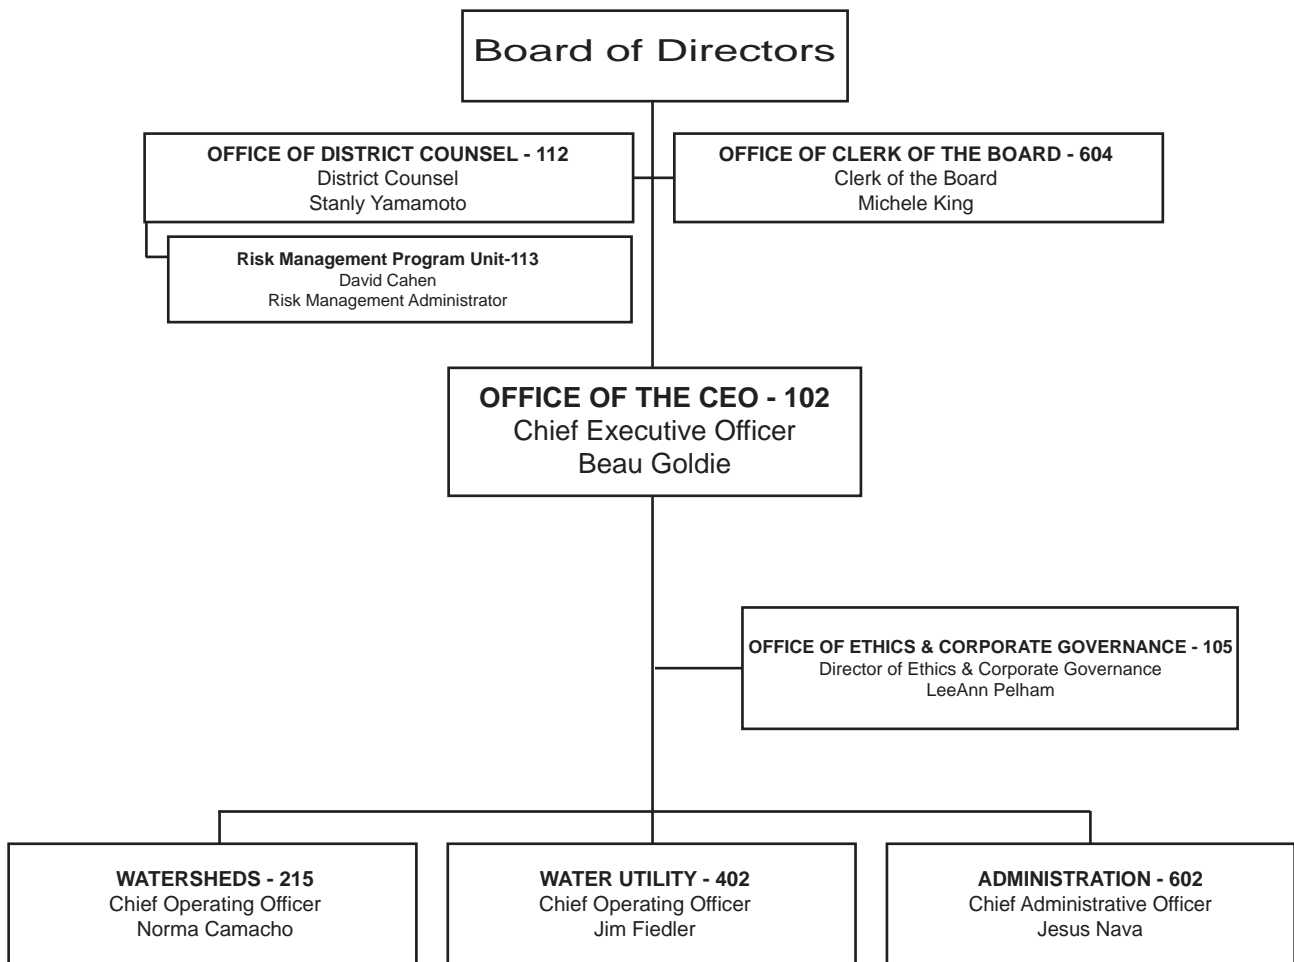 Board of Directors
OFFICE OF DISTRICT COUNSEL - 112
District Counsel
Stanly Yamamoto
OFFICE OF CLERK OF THE BOARD - 604
Clerk of the Board
Michele King
Risk Management Program Unit-113
David Cahen
Risk Management Administrator
OFFICE OF THE CEO - 102
Chief Executive Officer
Beau Goldie
OFFICE OF ETHICS & CORPORATE GOVERNANCE - 105
Director of Ethics & Corporate Governance
LeeAnn Pelham
WATERSHEDS - 215
Chief Operating Officer
Norma Camacho
WATER UTILITY - 402
Chief Operating Officer
Jim Fiedler
ADMINISTRATION - 602
Chief Administrative Officer
Jesus Nava